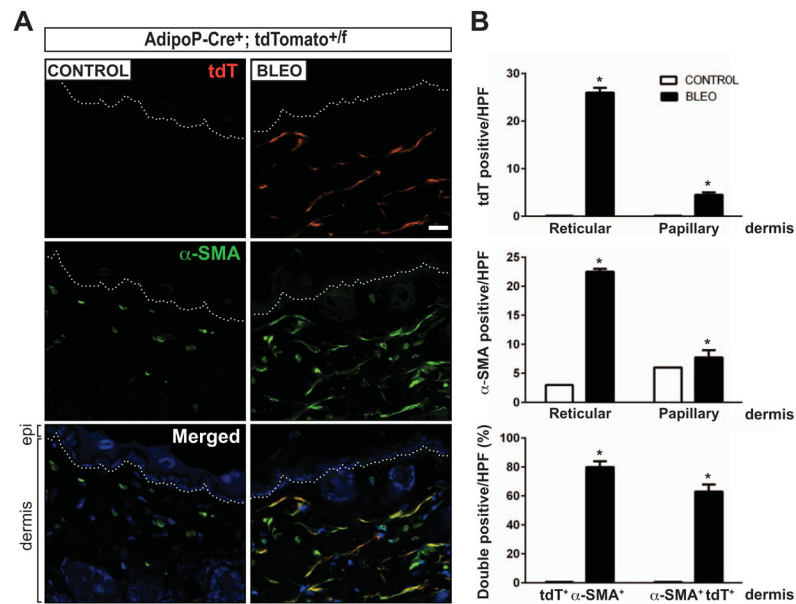 A
AdipoP-Cre+; tdTomato+/f
CONTROL
tdT
BLEO
α-SMA
Merged
epi
dermis
B
tdT positive/HPF
30
20
10
0
CONTROL
BLEO
*
*
Reticular
Papillary
dermis
α-SMA positive/HPF
25
20
15
10
5
0
*
*
Reticular
Papillary
dermis
Double positive/HPF (%)
80
60
40
20
0
*
*
tdT+ α-SMA+
α-SMA+ tdT+
dermis